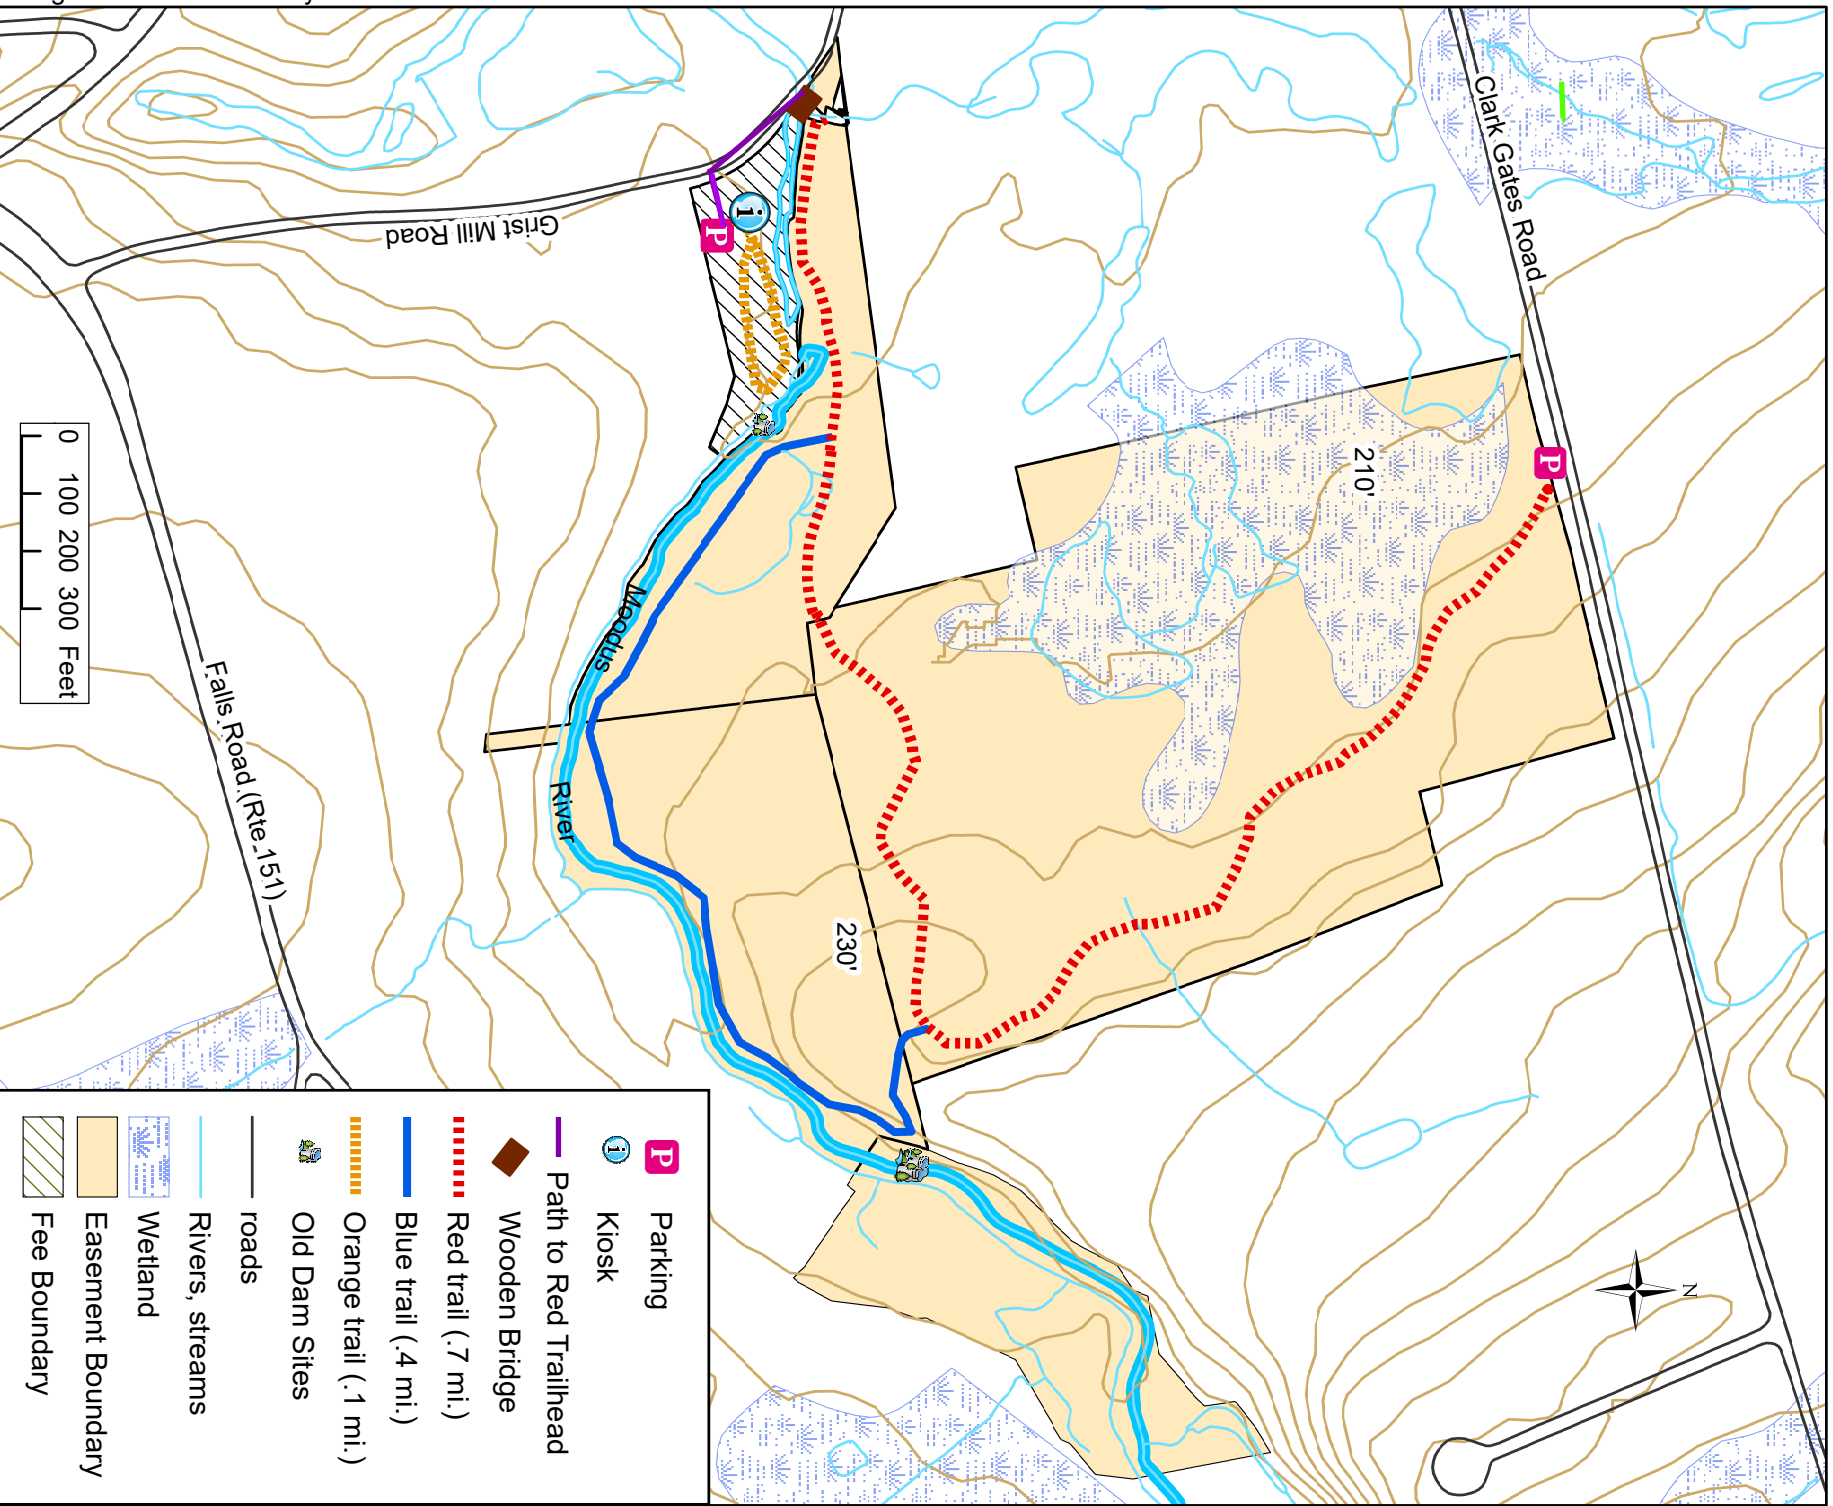 Clark Gates Road
Grist Mill Road
210'
Moodus
River
230'
Falls Road (Rte.151)
N
P
P
i
0 100 200 300 Feet
P Parking
i Kiosk
Path to Red Trailhead
Wooden Bridge
Red trail (.7 mi.)
Blue trail (.4 mi.)
Orange trail (.1 mi.)
Old Dam Sites
roads
Rivers, streams
Wetland
Easement Boundary
Fee Boundary